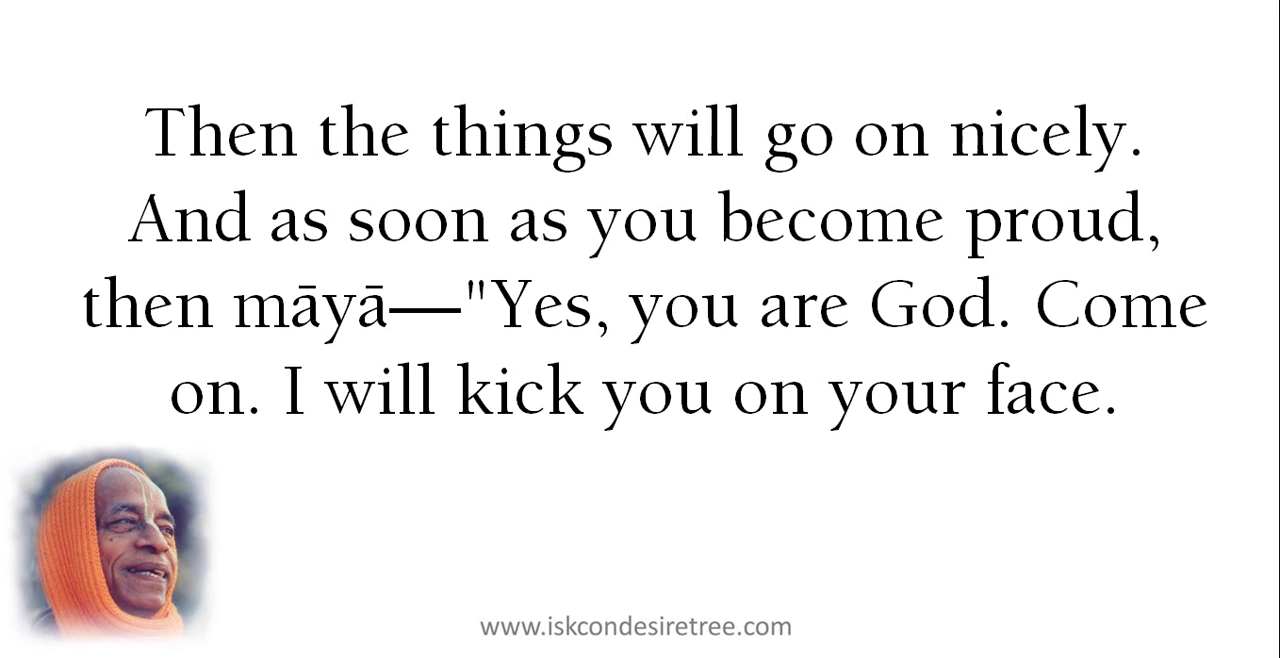 Then the things will go on nicely.
And as soon as you become proud,
then māyā—"Yes, you are God. Come
on. I will kick you on your face.
www.iskcondesiretree.com